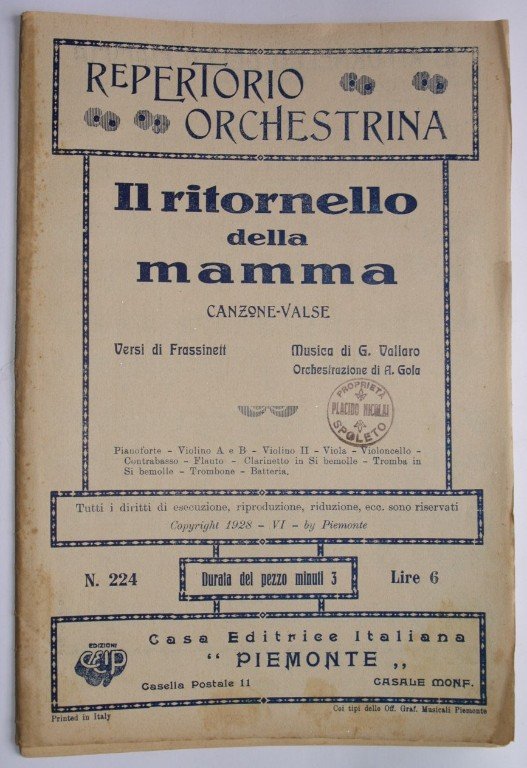 REPERTORIO
ORCHESTRINA
Il ritornello
della
mamma
CANZONE-VALSE
Versi di Frassinett
Musica di G. Vallaro
Orchestrazione di A. Gola
PROPRIETÀ
PLACIDO NICOLAI
SPOLETO
Pianoforte - Violino A e B - Violino II - Viola - Violoncello -
Contrabasso - Flauto - Clarinetto in Si bemolle - Tromba in
Si bemolle - Trombone - Batteria.
Tutti i diritti di esecuzione, riproduzione, riduzione, ecc. sono riservati
Copyright 1928 - VI - by Piemonte
N. 224
Durata del pezzo minuti 3
Lire 6
EDIZIONI
CEIP
Casa Editrice Italiana
“ PIEMONTE „
Casella Postale 11
CASALE MONF.
Printed in Italy
Coi tipi delle Off. Graf. Musicali Piemonte